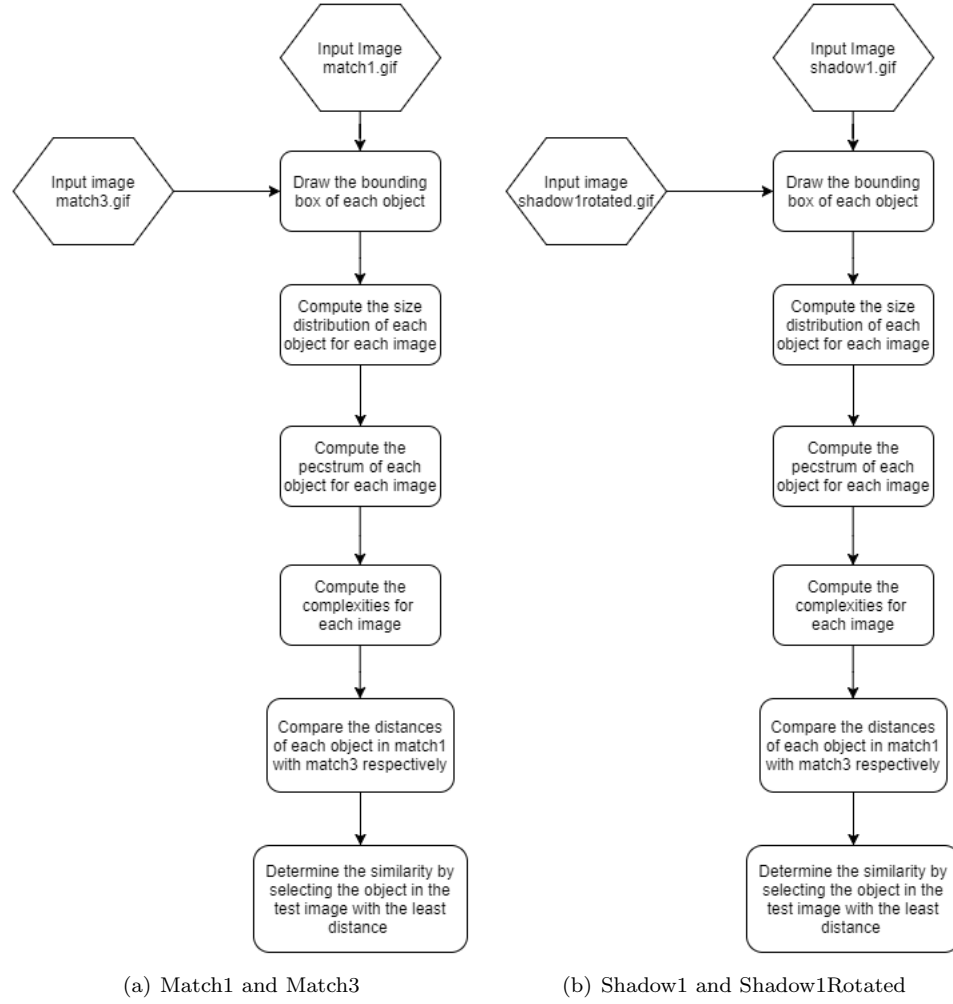 Input Image
match1.gif
Input image
match3.gif
Draw the bounding
box of each object
Compute the size
distribution of each
object for each image
Compute the
pecstrum of each
object for each image
Compute the
complexities for
each image
Compare the distances
of each object in match1
with match3 respectively
Determine the similarity by
selecting the object in the
test image with the least
distance
(a) Match1 and Match3
Input Image
shadow1.gif
Input image
shadow1rotated.gif
Draw the bounding
box of each object
Compute the size
distribution of each
object for each image
Compute the
pecstrum of each
object for each image
Compute the
complexities for
each image
Compare the distances
of each object in match1
with match3 respectively
Determine the similarity by
selecting the object in the
test image with the least
distance
(b) Shadow1 and Shadow1Rotated